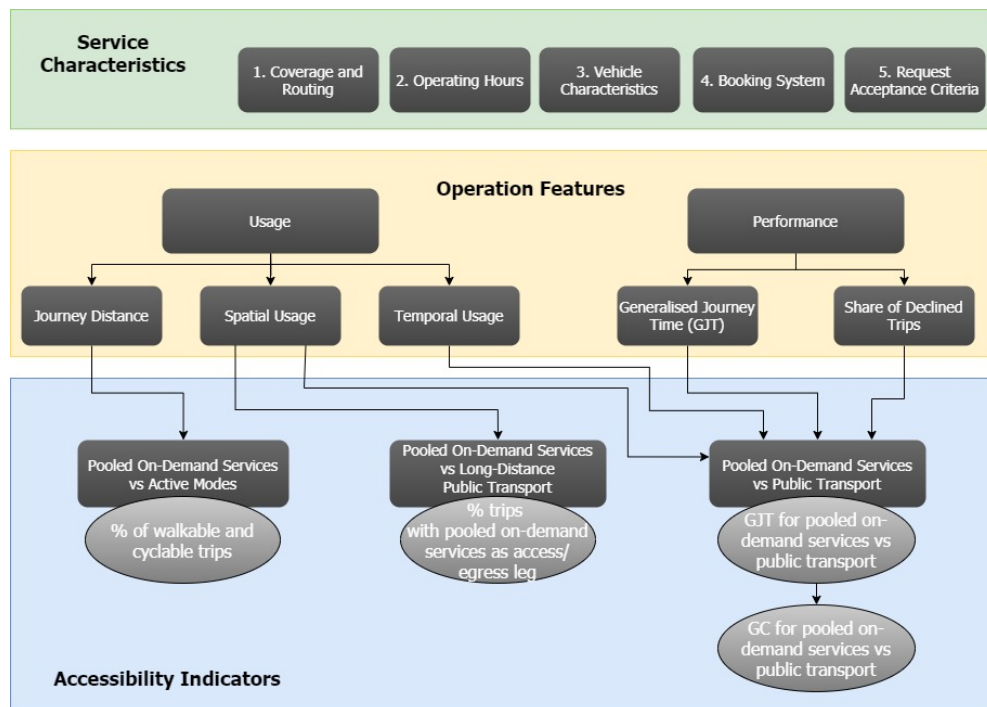 Service
Characteristics
1. Coverage and
Routing
2. Operating Hours
3. Vehicle
Characteristics
4. Booking System
5. Request
Acceptance Criteria
Operation Features
Usage
Performance
Journey Distance
Spatial Usage
Temporal Usage
Generalised Journey
Time (GJT)
Share of Declined
Trips
Pooled On-Demand Services
vs Active Modes
% of walkable and
cyclable trips
Pooled On-Demand Services
vs Long-Distance
Public Transport
% trips
with pooled on-demand
services as access/
egress leg
Pooled On-Demand Services
vs Public Transport
GJT for pooled on-
demand services vs
public transport
GC for pooled on-
demand services vs
public transport
Accessibility Indicators